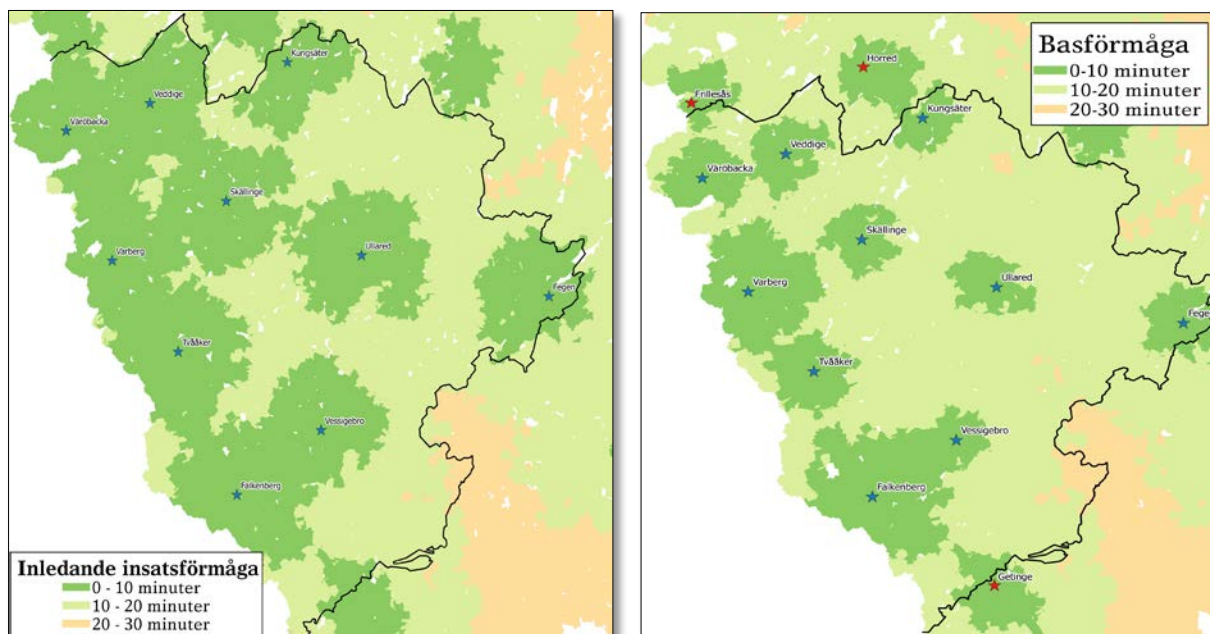 Kungsäter
Veddige
Väröbacka
Skällinge
Ullared
Varberg
Fegen
Tvååker
Vessigebro
Falkenberg
Inledande insatsförmåga
0 - 10 minuter
10 - 20 minuter
20 - 30 minuter
Basförmåga
0-10 minuter
10-20 minuter
20-30 minuter
Horred
Frillesås
Kungsäter
Veddige
Väröbacka
Skällinge
Ullared
Varberg
Fege
Tvååker
Vessigebro
Falkenberg
Getinge